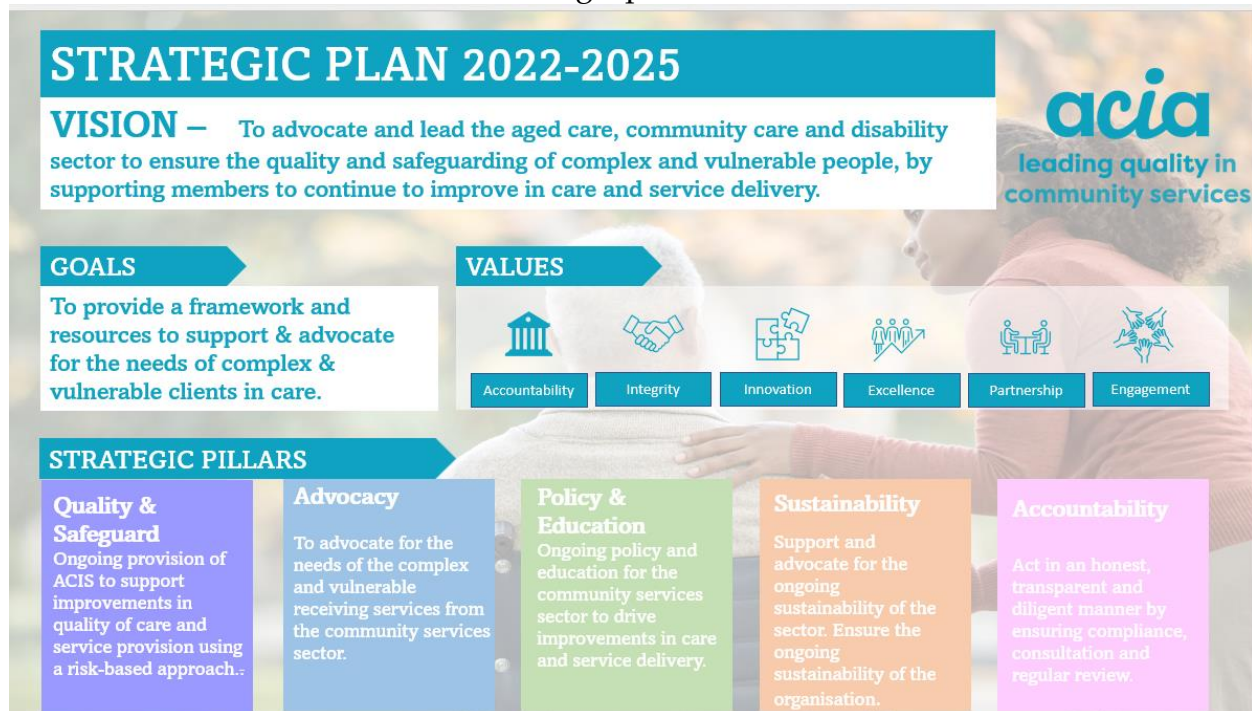 STRATEGIC PLAN 2022-2025
VISION – To advocate and lead the aged care, community care and disability
sector to ensure the quality and safeguarding of complex and vulnerable people, by
supporting members to continue to improve in care and service delivery.
acia
leading quality in
community services
GOALS
To provide a framework and
resources to support & advocate
for the needs of complex &
vulnerable clients in care.
VALUES
Accountability
Integrity
Innovation
Excellence
Partnership
Engagement
STRATEGIC PILLARS
Quality &
Safeguard
Ongoing provision of
ACIS to support
improvements in
quality of care and
service provision using
a risk-based approach..
Advocacy
To advocate for the
needs of the complex
and vulnerable
receiving services from
the community services
sector.
Policy &
Education
Ongoing policy and
education for the
community services
sector to drive
improvements in care
and service delivery.
Sustainability
Support and
advocate for the
ongoing
sustainability of the
sector. Ensure the
ongoing
sustainability of the
organisation.
Accountability
Act in an honest,
transparent and
diligent manner by
ensuring compliance,
consultation and
regular review.